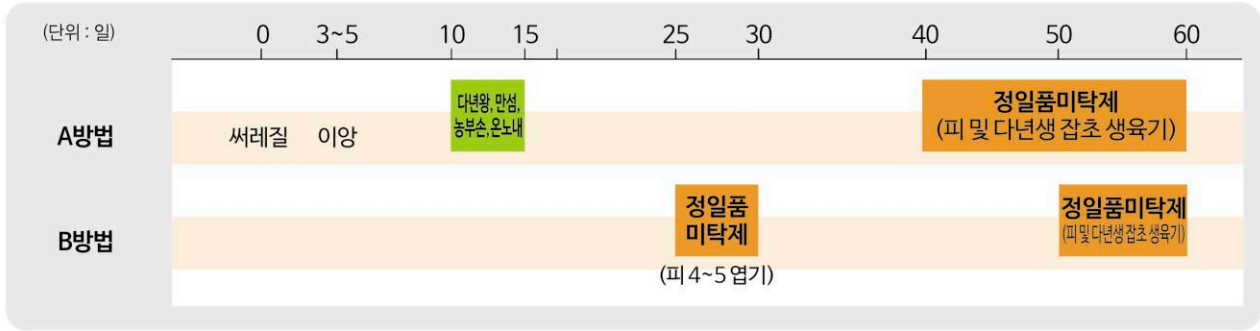 (단위 : 일) 0 3~5 10 15 25 30 40 50 60
A방법
써레질 이앙
다년왕, 만섬,
농부손,온노내
정일품미탁제
(피 및 다년생 잡초 생육기)
B방법
정일품
미탁제
(피 4~5 엽기)
정일품미탁제
(피 및 다년생 잡초 생육기)